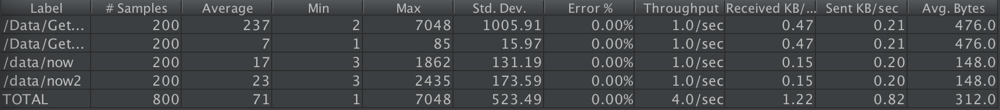 Label # Samples Average Min Max Std. Dev. Error % Throughput Received KB/... Sent KB/sec Avg. Bytes
/Data/Get... 200 237 2 7048 1005.91 0.00% 1.0/sec 0.47 0.21 476.0
/Data/Get... 200 7 1 85 15.97 0.00% 1.0/sec 0.47 0.21 476.0
/data/now 200 17 3 1862 131.19 0.00% 1.0/sec 0.15 0.20 148.0
/data/now2 200 23 3 2435 173.59 0.00% 1.0/sec 0.15 0.20 148.0
TOTAL 800 71 1 7048 523.49 0.00% 4.0/sec 1.22 0.82 312.0